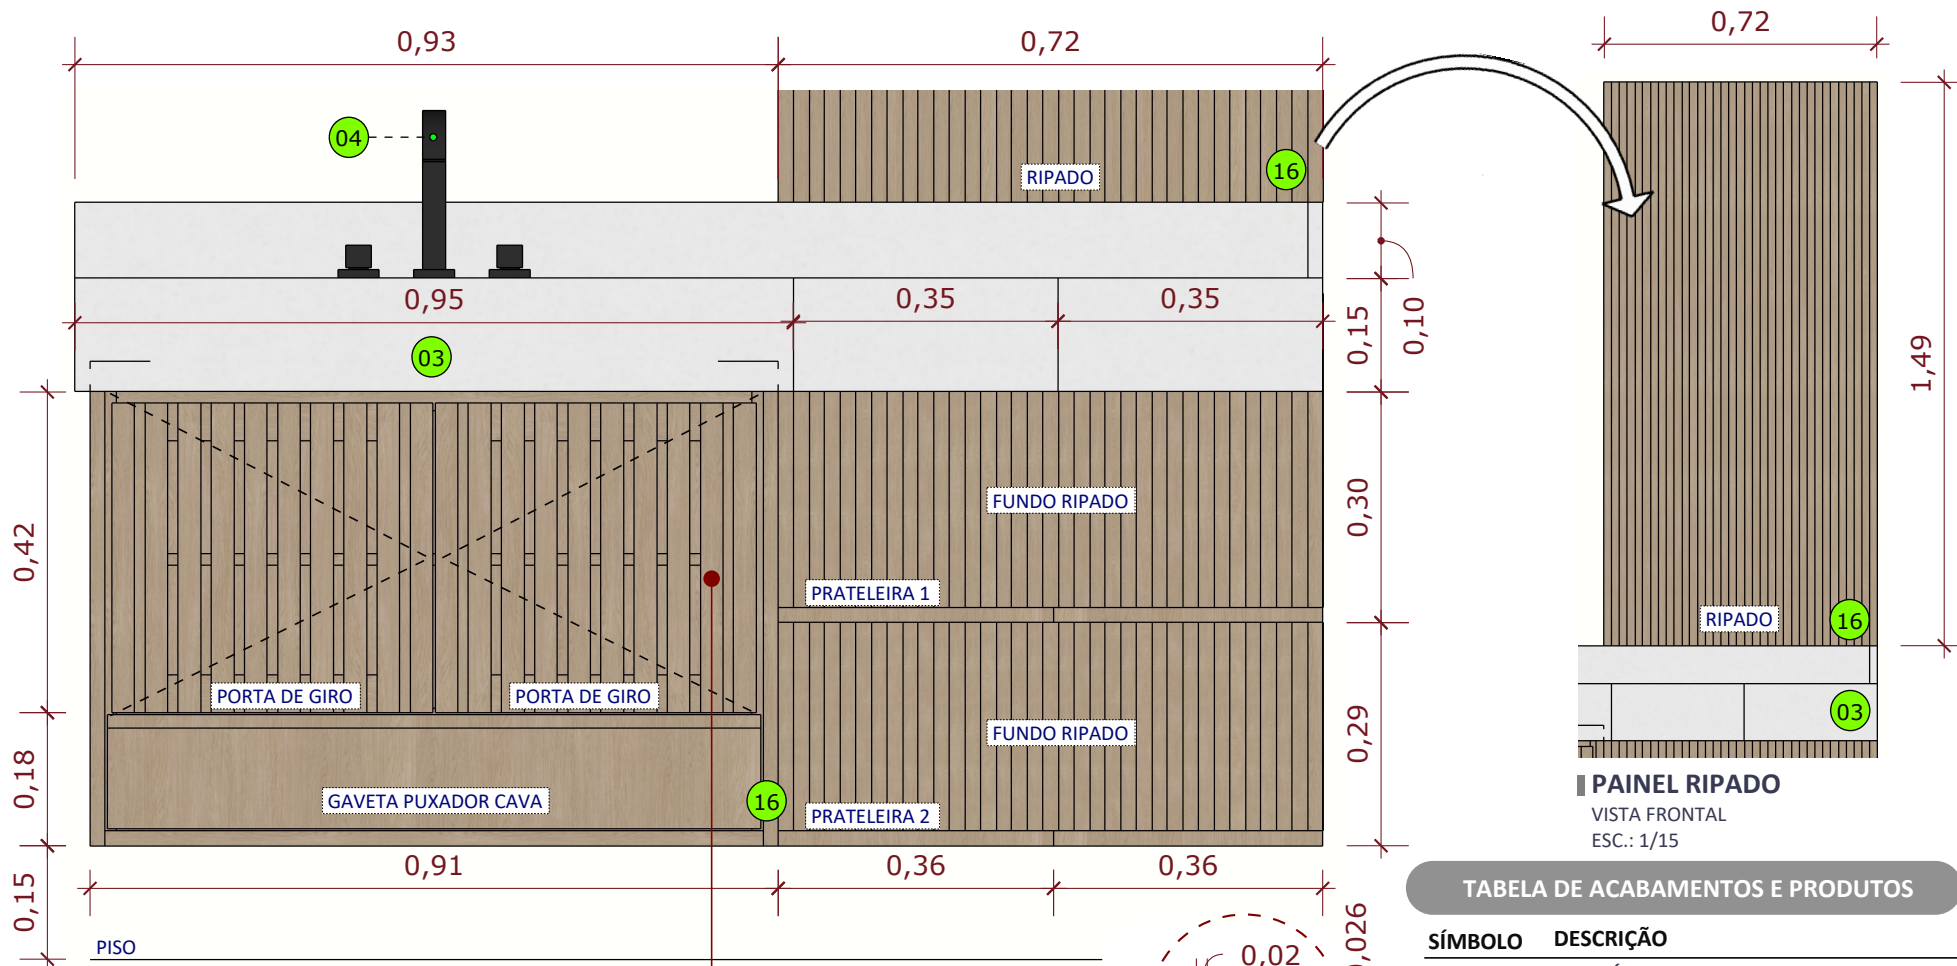 0,93
0,72
0,72
04
16
RIPADO
0,95
0,35
0,35
0,15
0,10
03
1,49
0,42
0,30
FUNDO RIPADO
PRATELEIRA 1
RIPADO
16
PORTA DE GIRO
PORTA DE GIRO
03
0,18
0,29
FUNDO RIPADO
GAVETA PUXADOR CAVA
16
PRATELEIRA 2
PAINEL RIPADO
VISTA FRONTAL
ESC.: 1/15
0,91
0,36
0,36
0,15
TABELA DE ACABAMENTOS E PRODUTOS
SÍMBOLO DESCRIÇÃO
PISO
0,02
,026